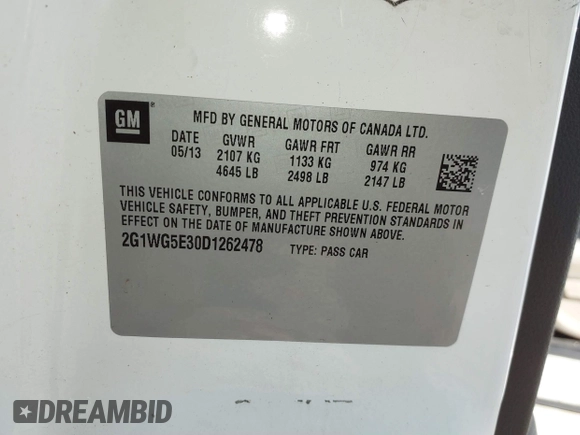 GM
MFD BY GENERAL MOTORS OF CANADA LTD.
DATE GVWR GAWR FRT GAWR RR
05/13 2107 KG 1133 KG 974 KG
4645 LB 2498 LB 2147 LB
THIS VEHICLE CONFORMS TO ALL APPLICABLE U.S. FEDERAL MOTOR
VEHICLE SAFETY, BUMPER, AND THEFT PREVENTION STANDARDS IN
EFFECT ON THE DATE OF MANUFACTURE SHOWN ABOVE.
2G1WG5E30D1262478 TYPE: PASS CAR
DREAMBID